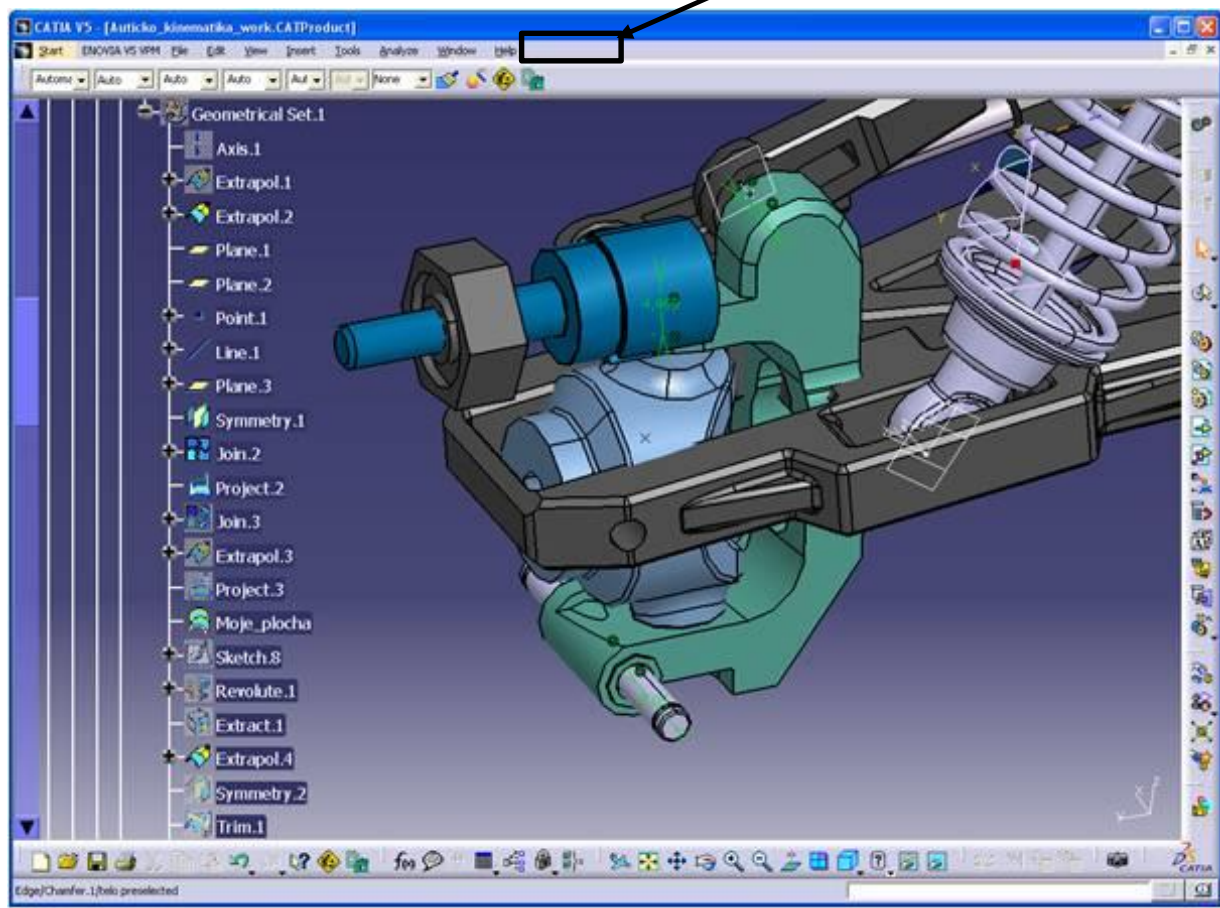 CATIA V5 - [Auticko_kinematika_work.CATProduct]
Start ENOVIA V5 VPM File Edit View Insert Tools Analyze Window Help
Auto Auto Auto Aut None
Geometrical Set.1
Axis.1
Extrapol.1
Extrapol.2
Plane.1
Plane.2
Point.1
Line.1
Plane.3
Symmetry.1
Join.2
Project.2
Join.3
Extrapol.3
Project.3
Moje_plocha
Sketch.8
Revolute.1
Extract.1
Extrapol.4
Symmetry.2
Trim.1
f(x)
CATIA
Edge/Chamfer.1/telo preselected